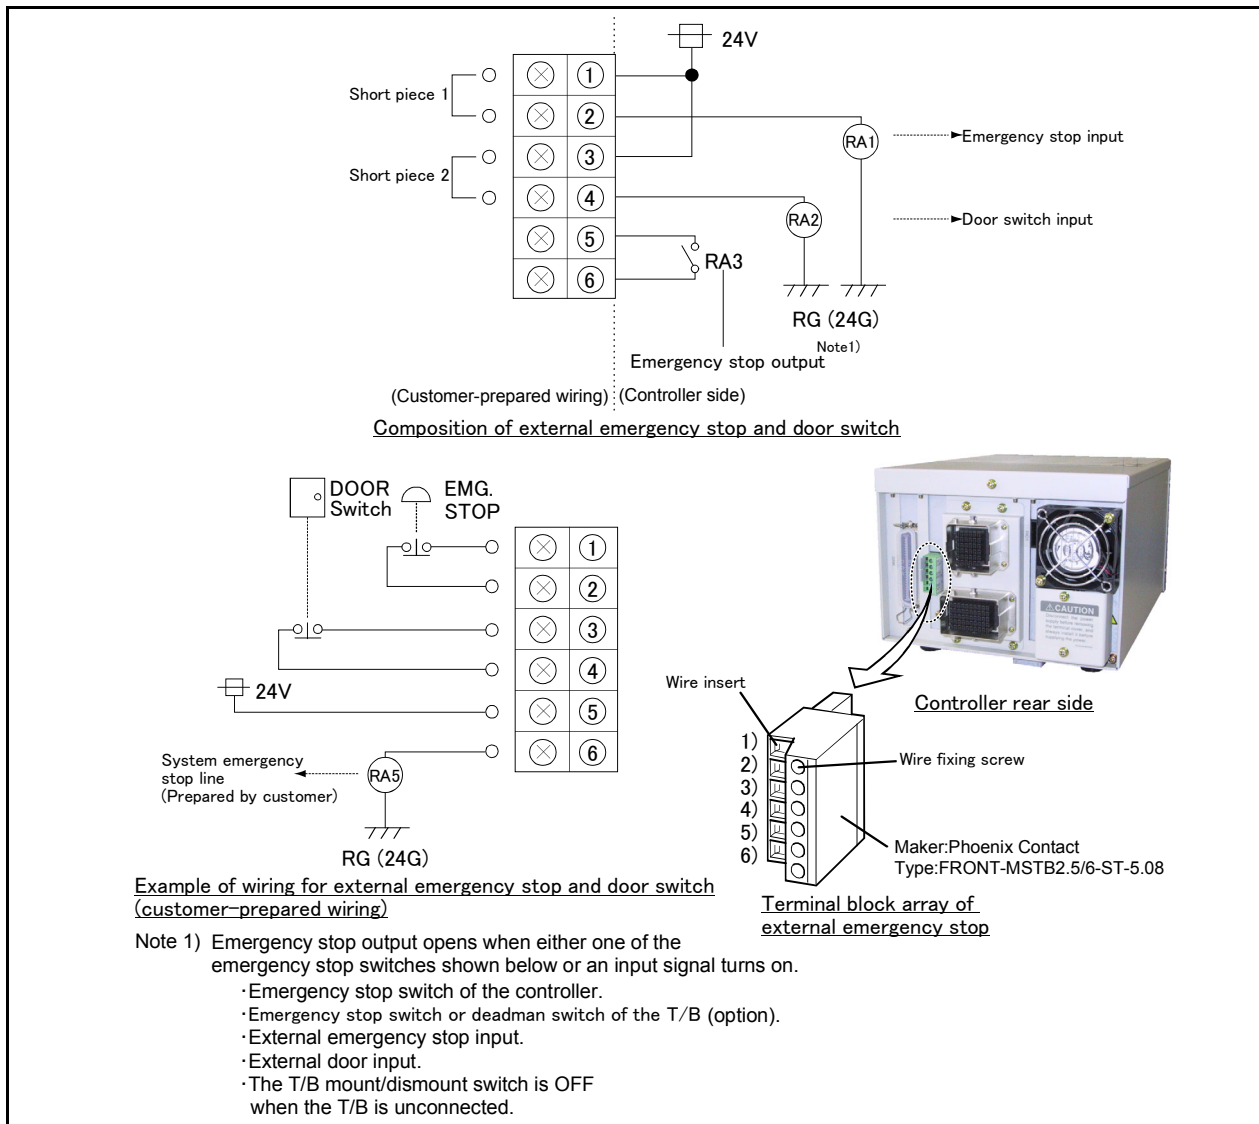 24V
Short piece 1
Short piece 2
① ② ③ ④ ⑤ ⑥
RA1
Emergency stop input
RA2
Door switch input
RA3
RG (24G)
Note1)
Emergency stop output
(Customer-prepared wiring)
(Controller side)
Composition of external emergency stop and door switch
DOOR
Switch
EMG.
STOP
① ② ③ ④ ⑤ ⑥
24V
System emergency
stop line
(Prepared by customer)
RA5
RG (24G)
Example of wiring for external emergency stop and door switch
(customer-prepared wiring)
CAUTION
Controller rear side
Wire insert
1)
2)
3)
4)
5)
6)
Wire fixing screw
Maker:Phoenix Contact
Type:FRONT-MSTB2.5/6-ST-5.08
Terminal block array of
external emergency stop
Note 1) Emergency stop output opens when either one of the
emergency stop switches shown below or an input signal turns on.
・Emergency stop switch of the controller.
・Emergency stop switch or deadman switch of the T/B (option).
・External emergency stop input.
・External door input.
・The T/B mount/dismount switch is OFF
when the T/B is unconnected.